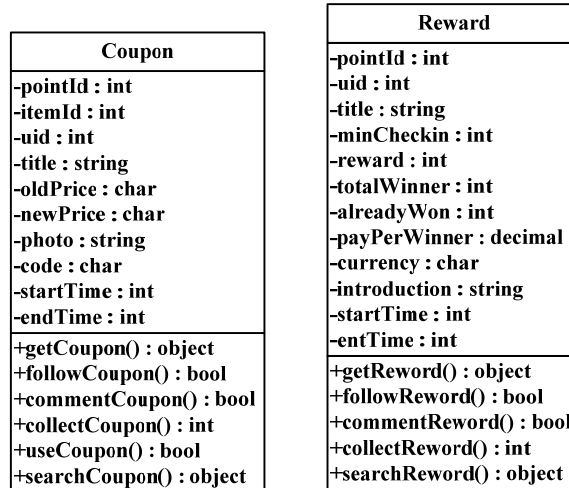 Coupon
-pointId : int
-itemId : int
-uid : int
-title : string
-oldPrice : char
-newPrice : char
-photo : string
-code : char
-startTime : int
-endTime : int
+getCoupon() : object
+followCoupon() : bool
+commentCoupon() : bool
+collectCoupon() : int
+useCoupon() : bool
+searchCoupon() : object
Reward
-pointId : int
-uid : int
-title : string
-minCheckin : int
-reward : int
-totalWinner : int
-alreadyWon : int
-payPerWinner : decimal
-currency : char
-introduction : string
-startTime : int
-entTime : int
+getReword() : object
+followReword() : bool
+commentReword() : bool
+collectReword() : int
+searchReword() : object